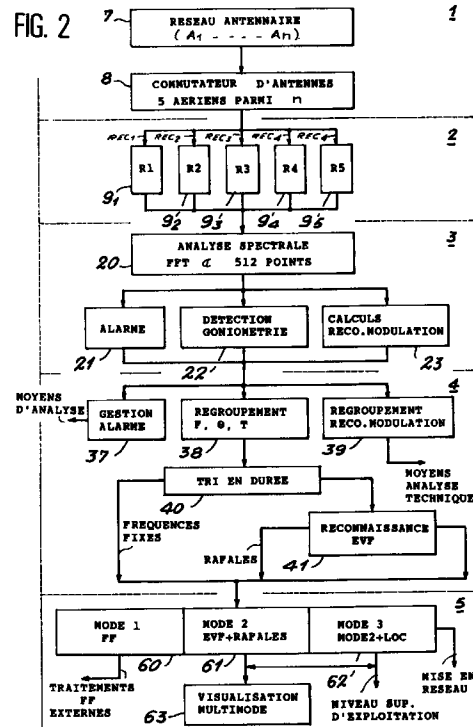 FIG. 2
7
RESEAU ANTENNAIRE
(A1 - - - - An)
1
8
COMMUTATEUR D'ANTENNES
5 AERIENS PARMI n
2
REC1
REC2
REC3
REC4
REC4
R1
R2
R3
R4
R5
91
9'2
9'3
9'4
9'5
3
ANALYSE SPECTRALE
FFT à 512 POINTS
20
ALARME
DETECTION
GONIOMETRIE
CALCULS
RECO.MODULATION
21
22'
23
4
MOYENS
D'ANALYSE
GESTION
ALARME
REGROUPEMENT
F, θ, T
REGROUPEMENT
RECO.MODULATION
37
38
39
MOYENS
ANALYSE
TECHNIQUE
TRI EN DUREE
40
FREQUENCES
FIXES
RECONNAISSANCE
EVF
RAFALES
41
5
MODE 1
FF
MODE 2
EVF+RAFALES
MODE 3
MODE2+LOC
60
61
62'
TRAITEMENTS
FF
EXTERNES
MISE EN
RESEAU
VISUALISATION
MULTINODE
63
NIVEAU SUP.
D'EXPLOITATION